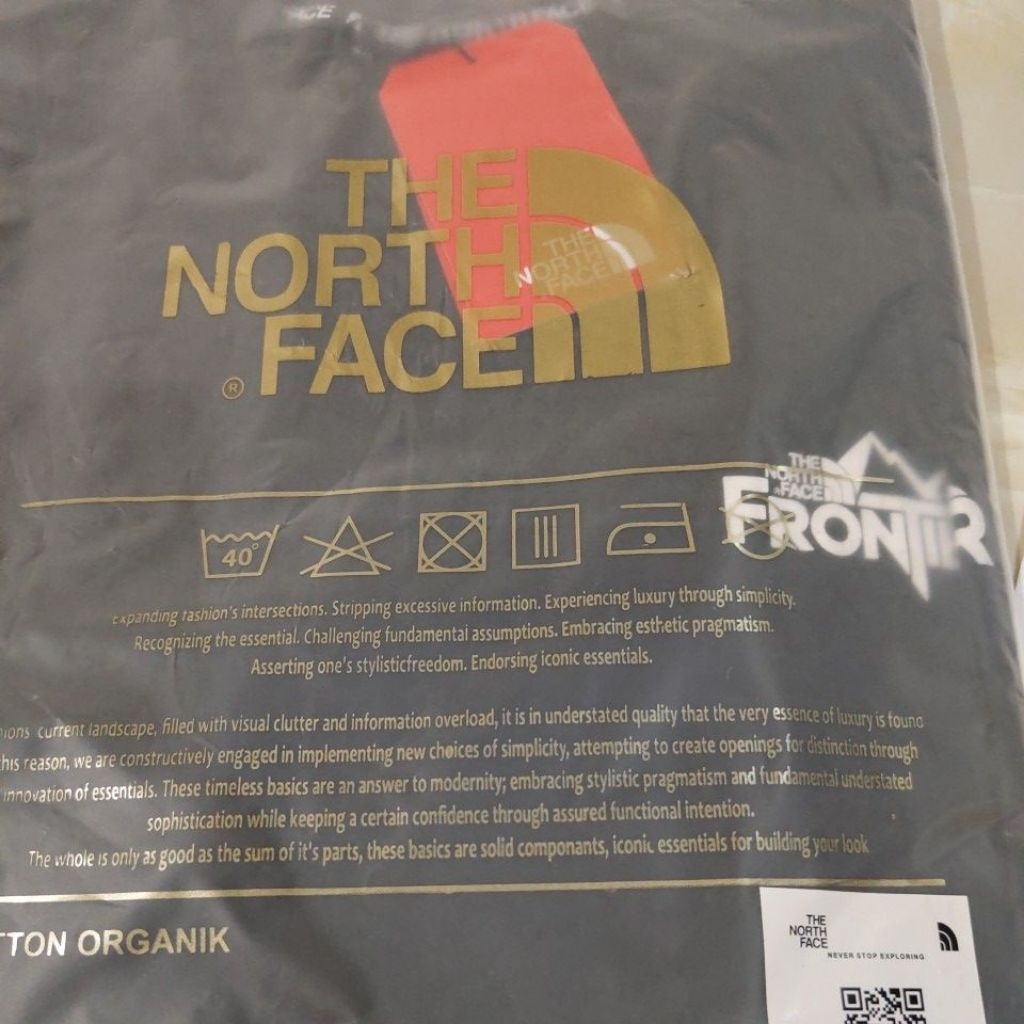 THE
NORTH
FACE
®
THE
NORTH
FACE
THE
NORTH
FACE
FRONTIR
40°
Expanding fashion's intersections. Stripping excessive information. Experiencing luxury through simplicity.
Recognizing the essential. Challenging fundamental assumptions. Embracing esthetic pragmatism.
Asserting one's stylisticfreedom. Endorsing iconic essentials.
current landscape, filled with visual clutter and information overload, it is in understated quality that the very essence of luxury is found
this reason, we are constructively engaged in implementing new choices of simplicity, attempting to create openings for distinction through
innovation of essentials. These timeless basics are an answer to modernity; embracing stylistic pragmatism and fundamental understated
sophistication while keeping a certain confidence through assured functional intention.
The whole is only as good as the sum of it's parts, these basics are solid componants, iconic essentials for building your look
TTON ORGANIK
THE
NORTH
FACE
NEVER STOP EXPLORING